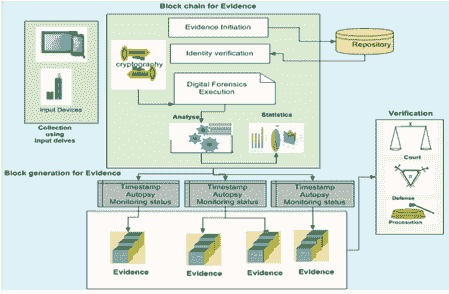 Block chain for Evidence
Evidence Initiation
Identity verification
Repository
cryptography
Input Devices
Digital Forensics
Execution
Collection
using
input delves
Analyse
Statistics
Verification
Court
Defense
Procesution
Block generation for Evidence
Timestamp
Autopsy
Monitoring status
Timestamp
Autopsy
Monitoring status
Timestamp
Autopsy
Monitoring status
Evidence
Evidence
Evidence
Evidence